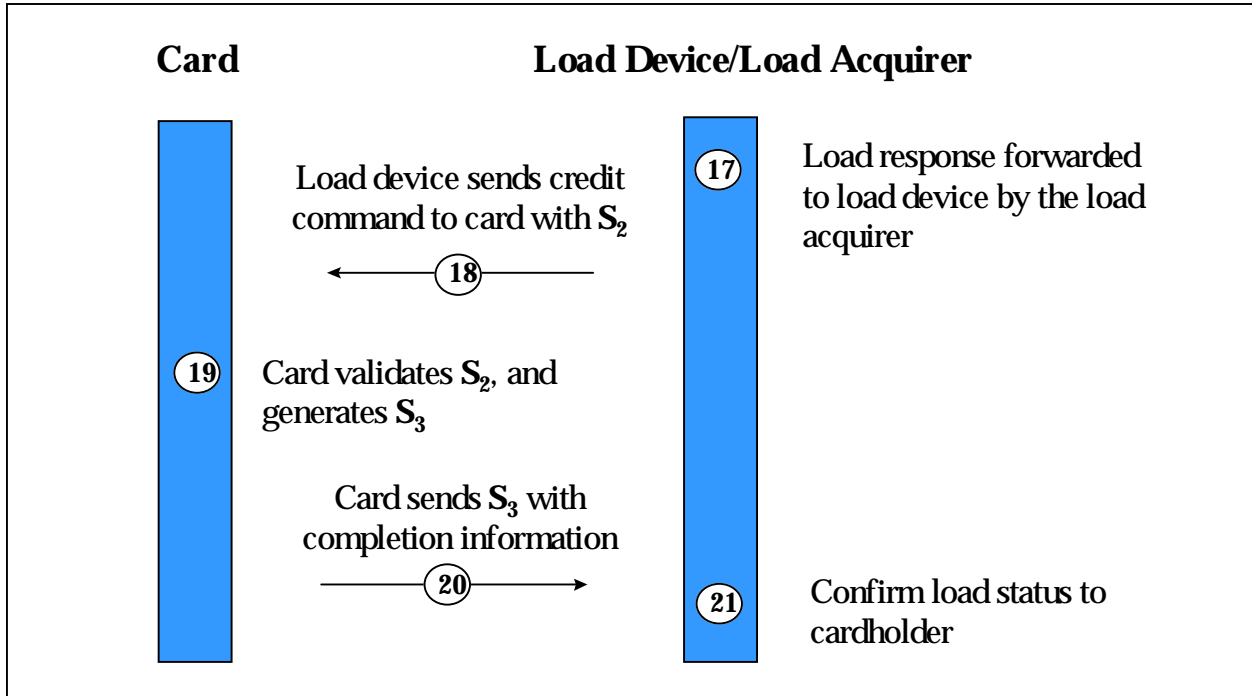 Card
Load Device/Load Acquirer
17
Load response forwarded
to load device by the load
acquirer
Load device sends credit
command to card with S₂
18
19
Card validates S₂, and
generates S₃
Card sends S₃ with
completion information
20
21
Confirm load status to
cardholder